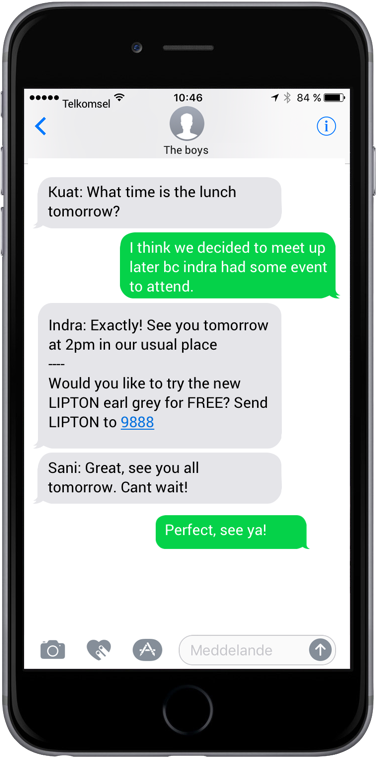 Telkomsel
10:46
84 %
The boys
Kuat: What time is the lunch
tomorrow?
I think we decided to meet up
later bc indra had some event
to attend.
Indra: Exactly! See you tomorrow
at 2pm in our usual place
----
Would you like to try the new
LIPTON earl grey for FREE? Send
LIPTON to 9888
Sani: Great, see you all
tomorrow. Cant wait!
Perfect, see ya!
Meddelande